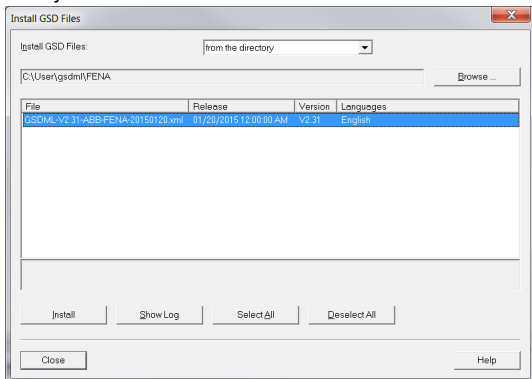 Install GSD Files
Install GSD Files: from the directory
C:\User\gsdml\FENA Browse ...
File Release Version Languages
GSDML-V2.31-ABB-FENA-20150120.xml 01/20/2015 12:00:00 AM V2.31 English
Install Show Log Select All Deselect All
Close Help